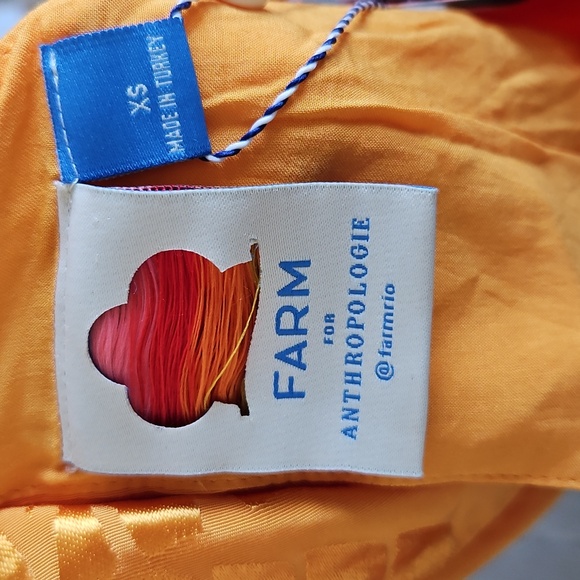 XS
MADE IN TURKEY
FARM
FOR
ANTHROPOLOGIE
@farmrio